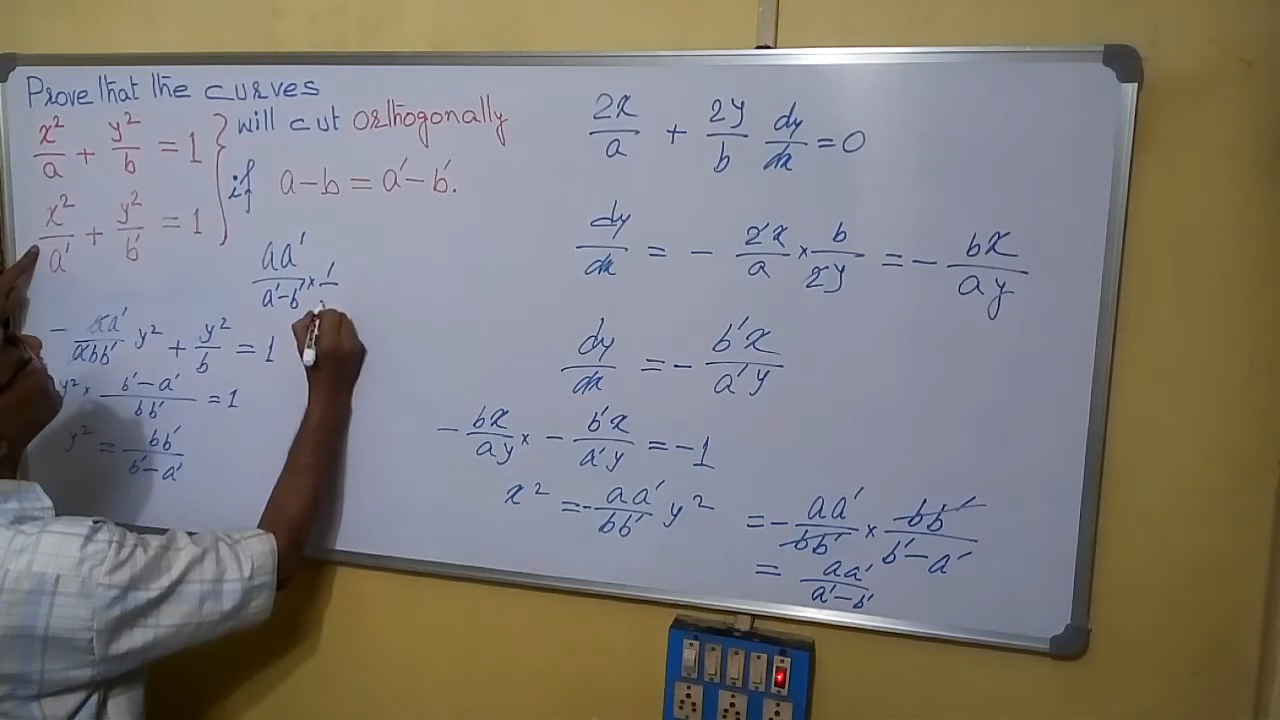 Prove that the curves
x²/a + y²/b = 1 } will cut orthogonally
x²/a' + y²/b' = 1 } if a-b = a'-b'.
aa'/(a'-b') × 1/
- aa'/abb' y² + y²/b = 1
y² × (b'-a')/bb' = 1
y² = bb'/(b'-a')
2x/a + 2y/b dy/dx = 0
dy/dx = - 2x/a × b/2y = - bx/ay
dy/dx = - b'x/a'y
- bx/ay × - b'x/a'y = -1
x² = - aa'/bb' y² = - aa'/bb' × bb'/(b'-a')
= aa'/(a'-b')